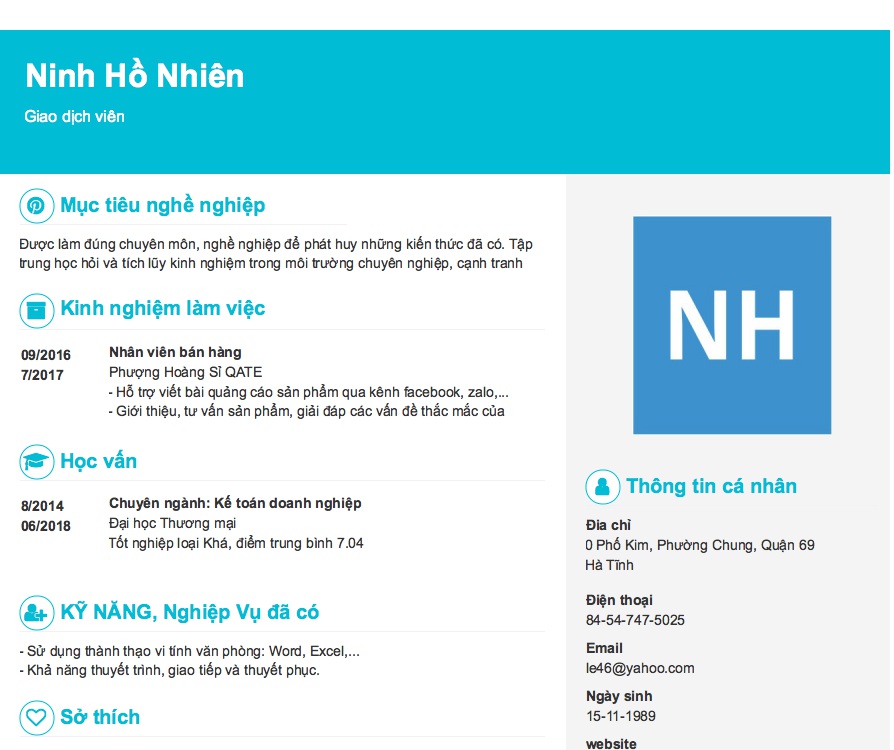 Ninh Hồ Nhiên
Giao dịch viên
Mục tiêu nghề nghiệp
Được làm đúng chuyên môn, nghề nghiệp để phát huy những kiến thức đã có. Tập
trung học hỏi và tích lũy kinh nghiệm trong môi trường chuyên nghiệp, cạnh tranh
Kinh nghiệm làm việc
09/2016
7/2017
Nhân viên bán hàng
Phượng Hoàng Sỉ QATE
- Hỗ trợ viết bài quảng cáo sản phẩm qua kênh facebook, zalo,...
- Giới thiệu, tư vấn sản phẩm, giải đáp các vấn đề thắc mắc của
Học vấn
8/2014
06/2018
Chuyên ngành: Kế toán doanh nghiệp
Đại học Thương mại
Tốt nghiệp loại Khá, điểm trung bình 7.04
KỸ NĂNG, Nghiệp Vụ đã có
- Sử dụng thành thạo vi tính văn phòng: Word, Excel,...
- Khả năng thuyết trình, giao tiếp và thuyết phục.
Sở thích
NH
Thông tin cá nhân
Địa chỉ
0 Phố Kim, Phường Chung, Quận 69
Hà Tĩnh
Điện thoại
84-54-747-5025
Email
le46@yahoo.com
Ngày sinh
15-11-1989
website